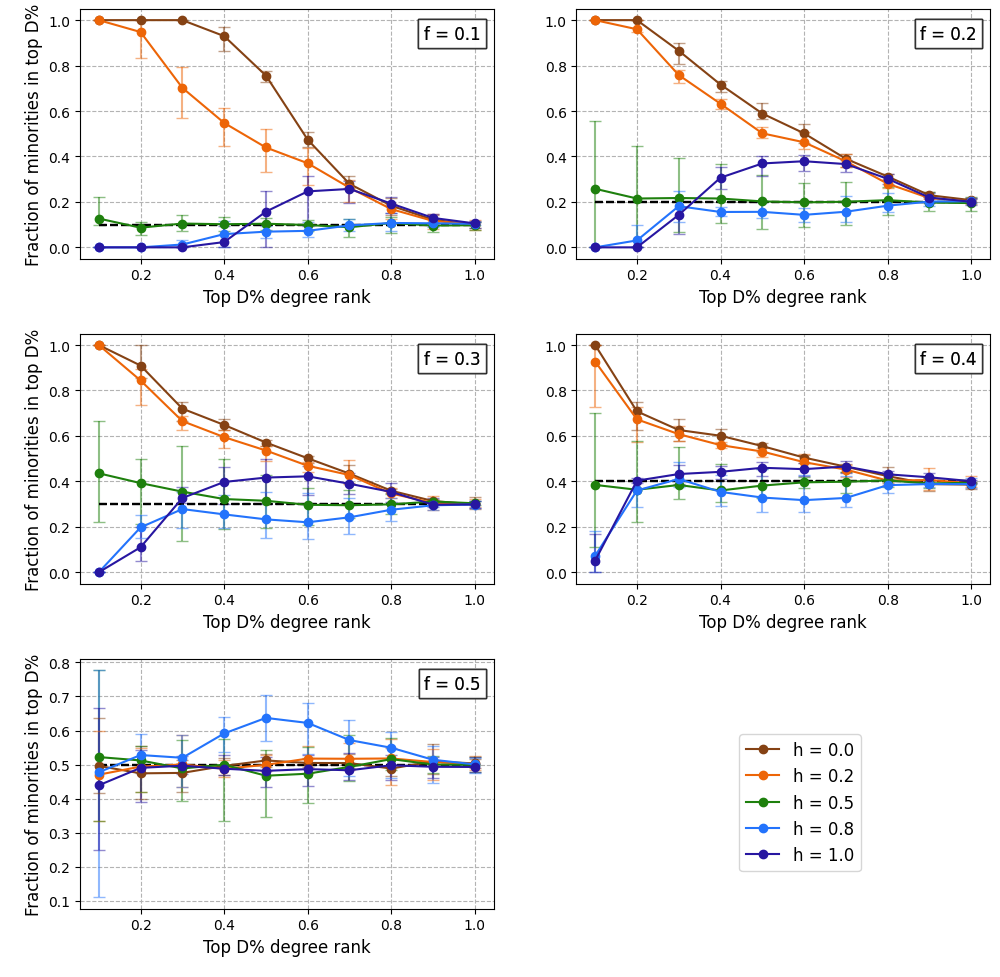 Fraction of minorities in top D%
1.0
0.8
0.6
0.4
0.2
0.0
f = 0.1
0.2 0.4 0.6 0.8 1.0
Top D% degree rank
1.0
0.8
0.6
0.4
0.2
0.0
f = 0.2
0.2 0.4 0.6 0.8 1.0
Top D% degree rank
Fraction of minorities in top D%
1.0
0.8
0.6
0.4
0.2
0.0
f = 0.3
0.2 0.4 0.6 0.8 1.0
Top D% degree rank
1.0
0.8
0.6
0.4
0.2
0.0
f = 0.4
0.2 0.4 0.6 0.8 1.0
Top D% degree rank
Fraction of minorities in top D%
0.8
0.7
0.6
0.5
0.4
0.3
0.2
0.1
f = 0.5
0.2 0.4 0.6 0.8 1.0
Top D% degree rank
h = 0.0
h = 0.2
h = 0.5
h = 0.8
h = 1.0